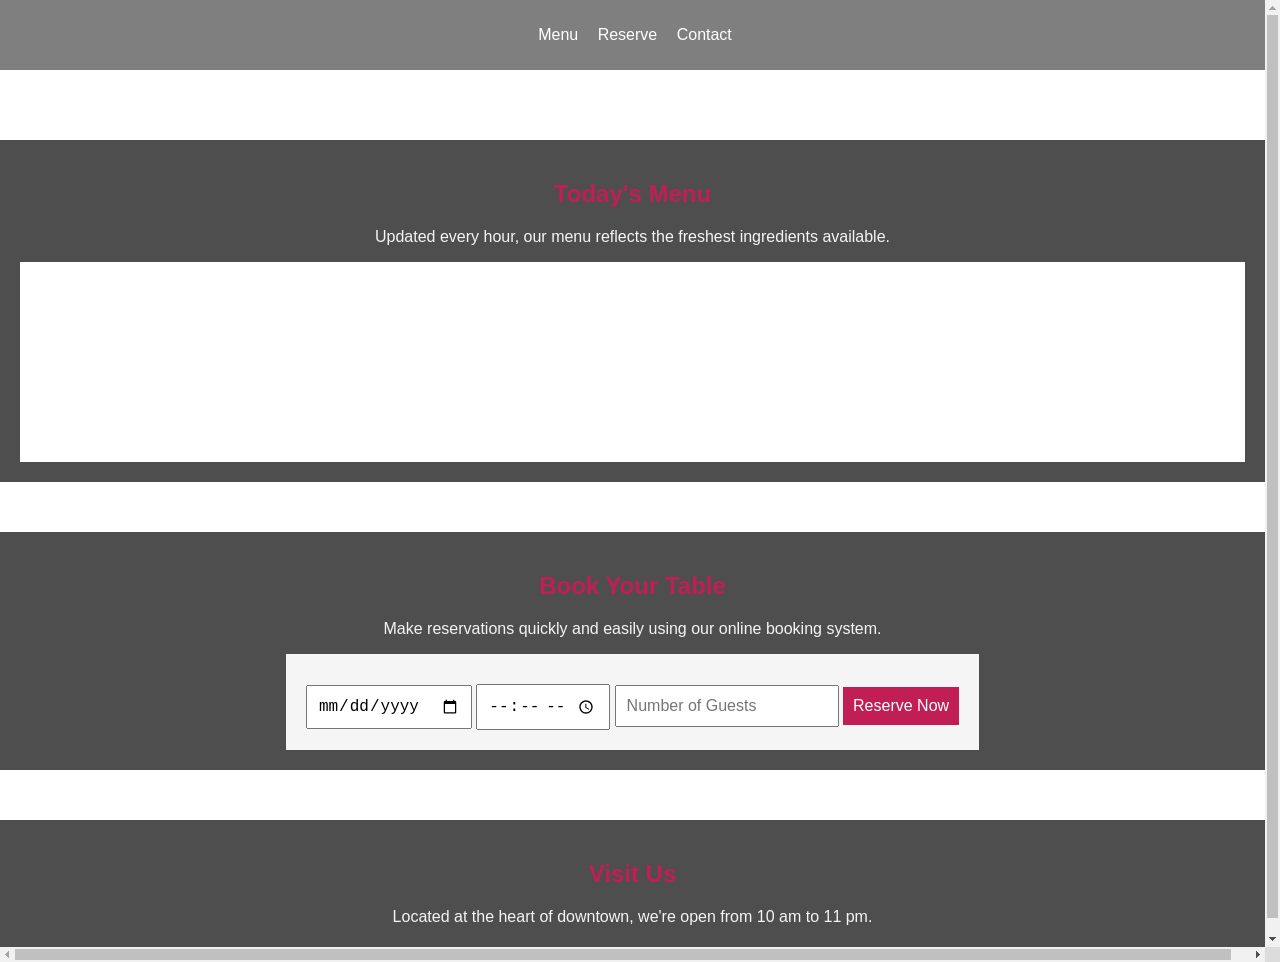 Menu Reserve Contact
Today's Menu
Updated every hour, our menu reflects the freshest ingredients available.
Book Your Table
Make reservations quickly and easily using our online booking system.
mm/dd/yyyy --:-- -- Number of Guests Reserve Now
Visit Us
Located at the heart of downtown, we're open from 10 am to 11 pm.